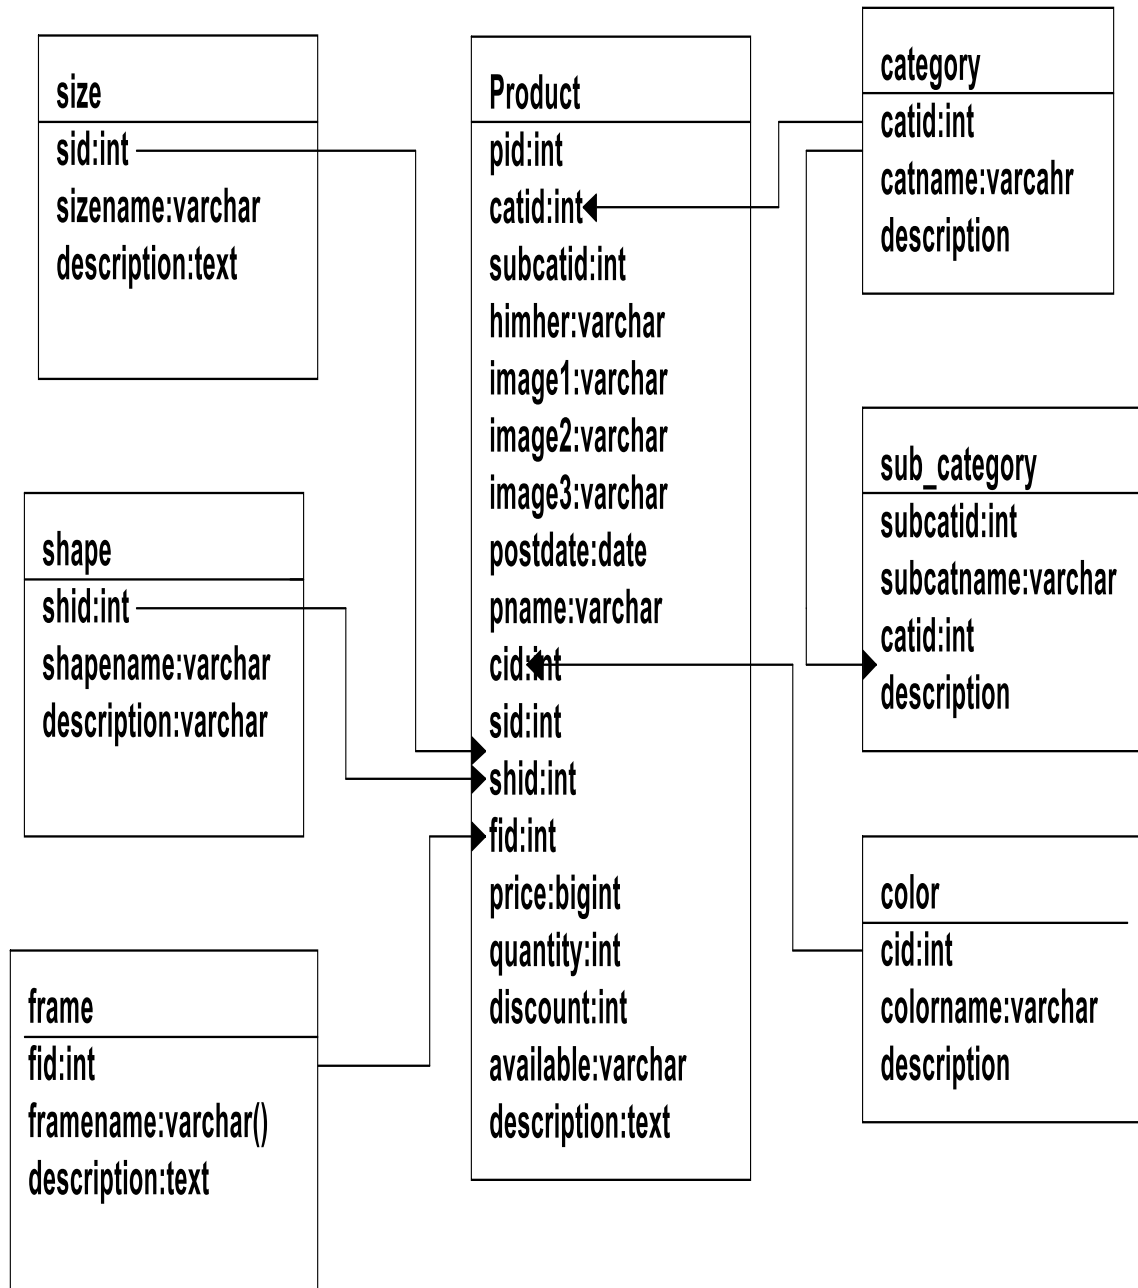 size
sid:int
sizename:varchar
description:text
shape
shid:int
shapename:varchar
description:varchar
frame
fid:int
framename:varchar()
description:text
Product
pid:int
catid:int
subcatid:int
himher:varchar
image1:varchar
image2:varchar
image3:varchar
postdate:date
pname:varchar
cid:int
sid:int
shid:int
fid:int
price:bigint
quantity:int
discount:int
available:varchar
description:text
category
catid:int
catname:varcahr
description
sub_category
subcatid:int
subcatname:varchar
catid:int
description
color
cid:int
colorname:varchar
description